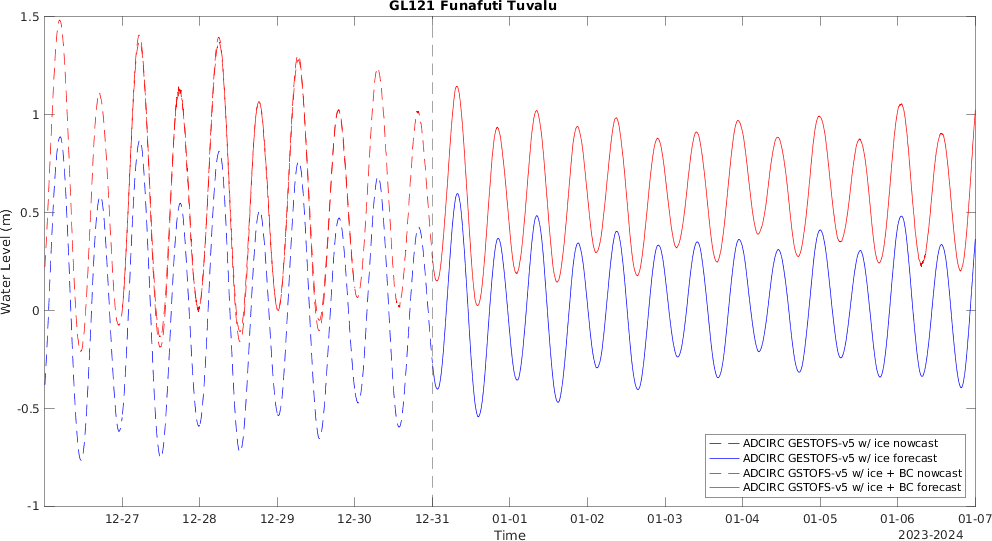 GL121 Funafuti Tuvalu
1.5
1
0.5
0
-0.5
-1
Water Level (m)
12-27 12-28 12-29 12-30 12-31 01-01 01-02 01-03 01-04 01-05 01-06 01-07
Time
2023-2024
ADCIRC GESTOFS-v5 w/ ice nowcast
ADCIRC GESTOFS-v5 w/ ice forecast
ADCIRC GSTOFS-v5 w/ ice + BC nowcast
ADCIRC GSTOFS-v5 w/ ice + BC forecast